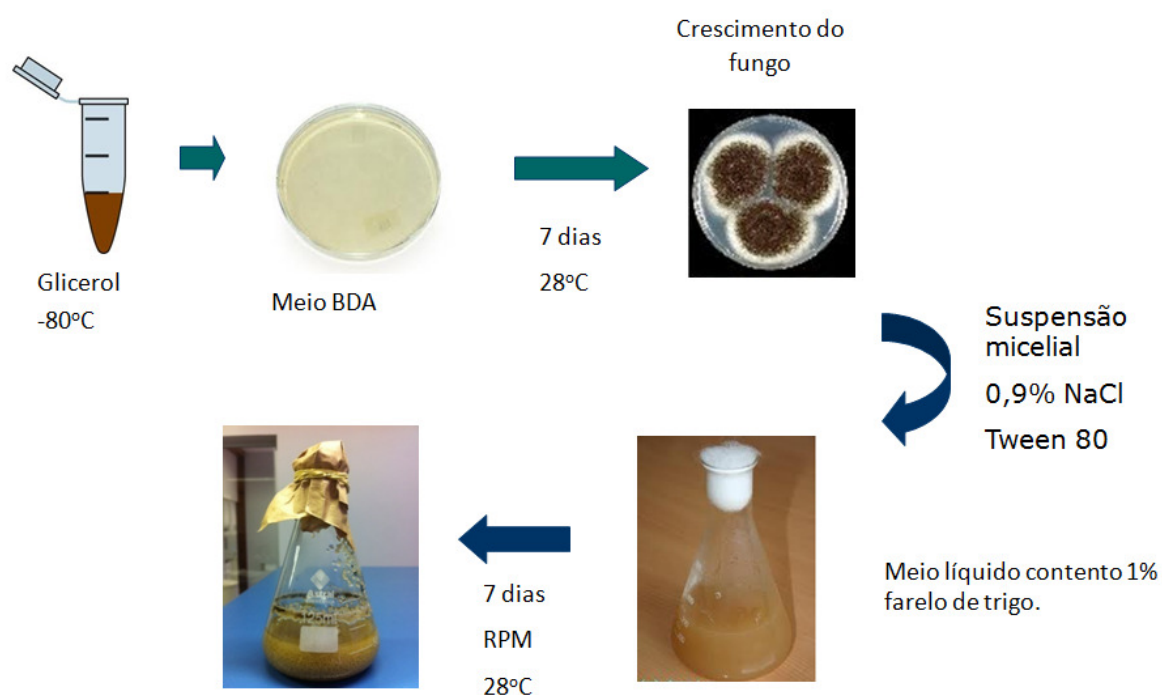 Crescimento do
fungo
Glicerol
-80ºC
Meio BDA
7 dias
28ºC
Suspensão
micelial
0,9% NaCl
Tween 80
Meio líquido contento 1%
farelo de trigo.
7 dias
RPM
28ºC
125ml